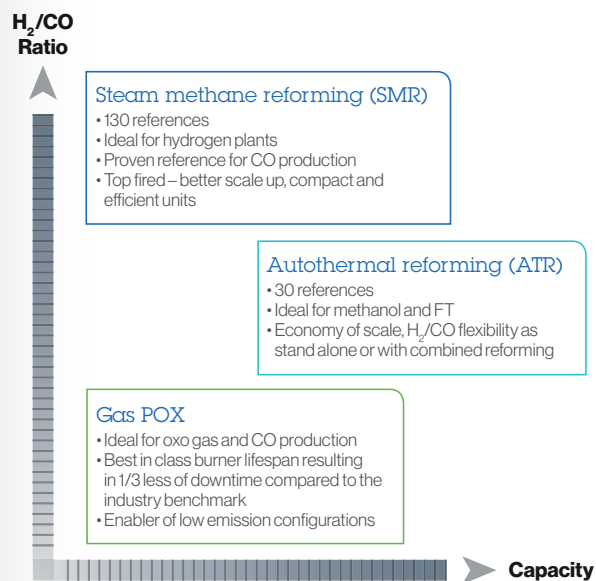 H₂/CO
Ratio
Steam methane reforming (SMR)
• 130 references
• Ideal for hydrogen plants
• Proven reference for CO production
• Top fired – better scale up, compact and
efficient units
Autothermal reforming (ATR)
• 30 references
• Ideal for methanol and FT
• Economy of scale, H₂/CO flexibility as
stand alone or with combined reforming
Gas POX
• Ideal for oxo gas and CO production
• Best in class burner lifespan resulting
in 1/3 less of downtime compared to the
industry benchmark
• Enabler of low emission configurations
Capacity